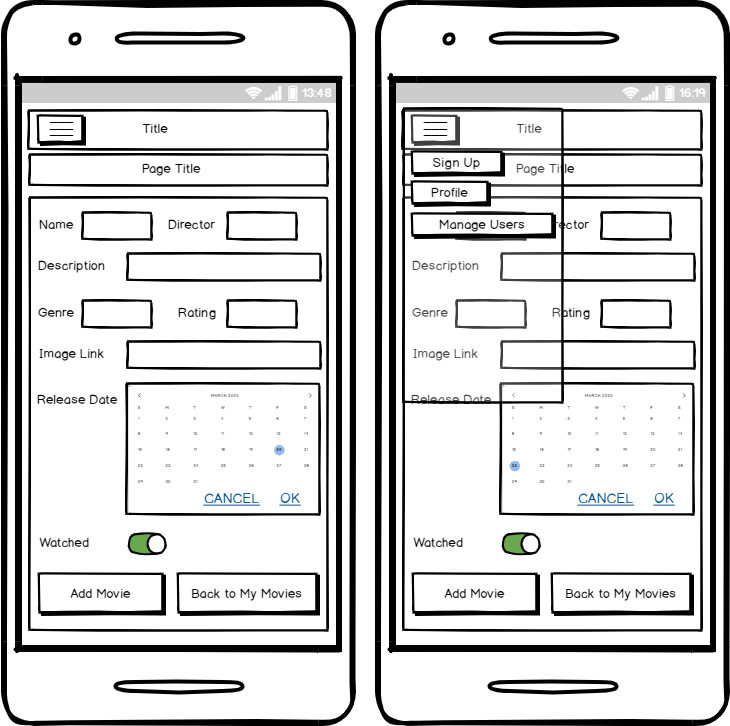 13:48
Title
Page Title
Name Director
Description
Genre Rating
Image Link
Release Date
MARCH 2020
S M T W T F S
1 2 3 4 5 6 7
8 9 10 11 12 13 14
15 16 17 18 19 20 21
22 23 24 25 26 27 28
29 30 31
CANCEL OK
Watched
Add Movie Back to My Movies
16:19
Title
Sign Up Page Title
Profile
Manage Users rector
Description
Genre Rating
Image Link
Release Date
MARCH 2020
S M T W T F S
1 2 3 4 5 6 7
8 9 10 11 12 13 14
15 16 17 18 19 20 21
22 23 24 25 26 27 28
29 30 31
CANCEL OK
Watched
Add Movie Back to My Movies